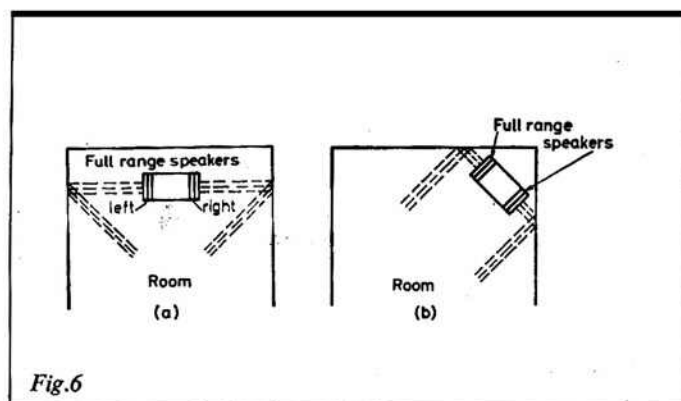 Full range speakers
left
right
Room
(a)
Full range
speakers
Room
(b)
Fig.6